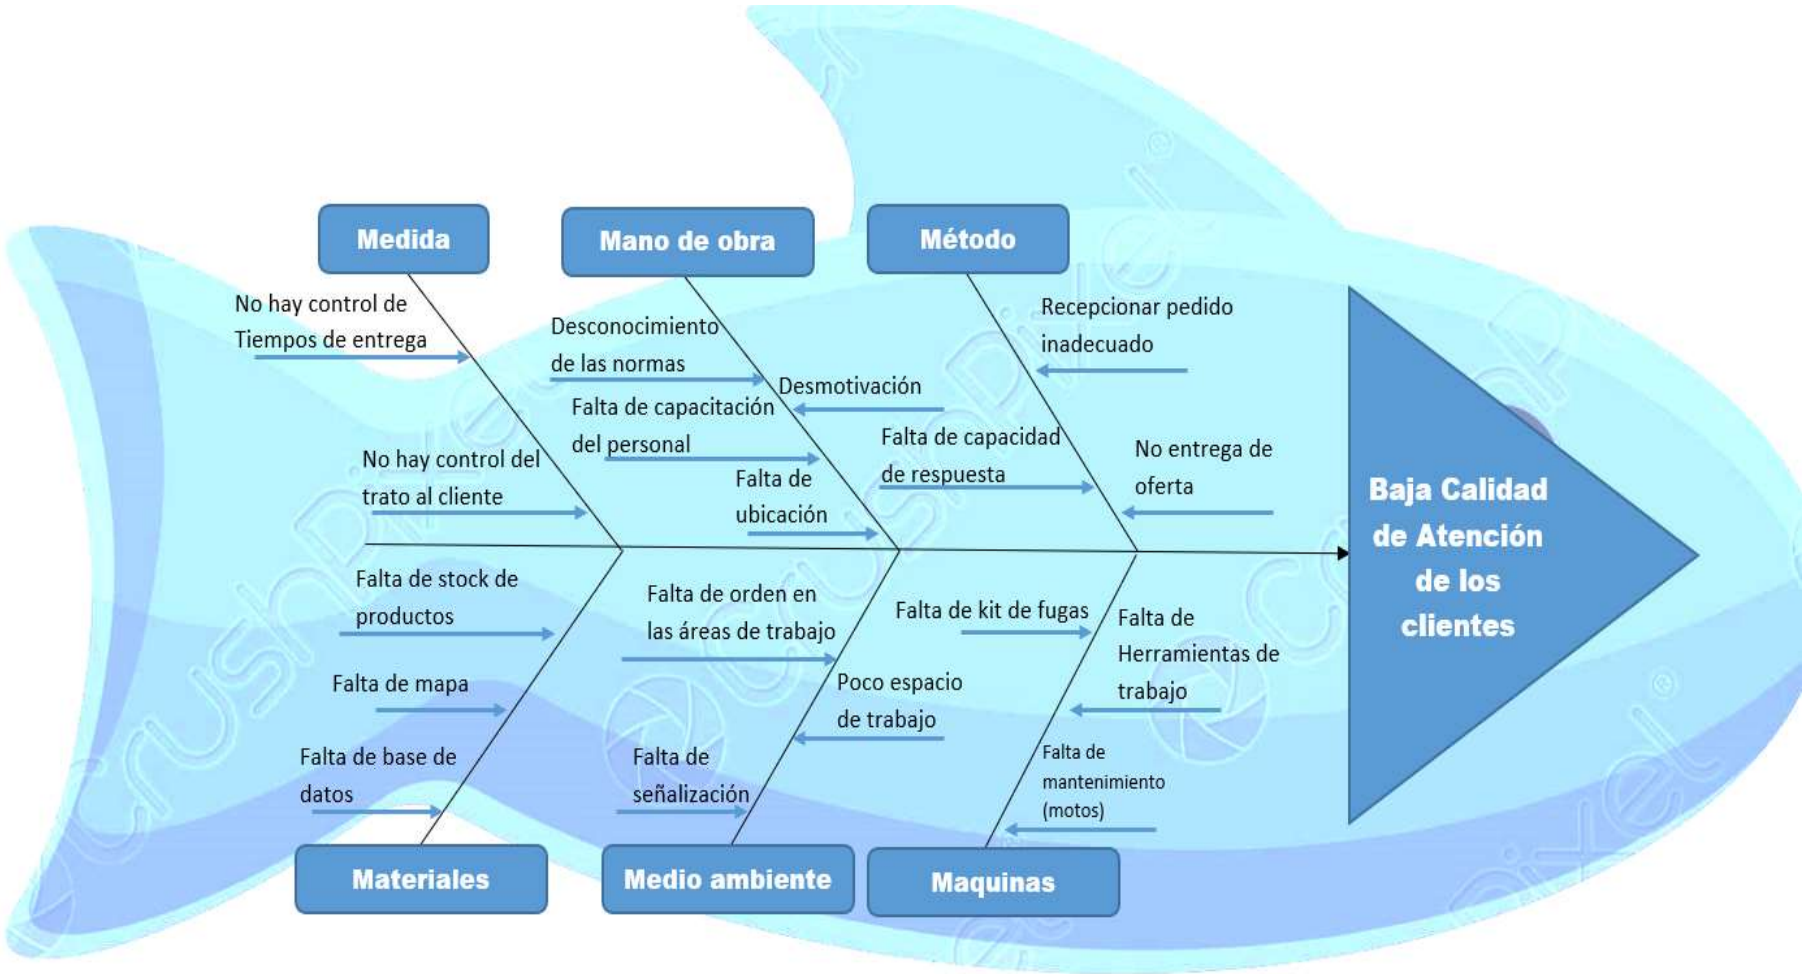 Medida
Mano de obra
Método
No hay control de
Tiempos de entrega
No hay control del
trato al cliente
Desconocimiento
de las normas
Desmotivación
Falta de capacitación
del personal
Falta de
ubicación
Recepcionar pedido
inadecuado
Falta de capacidad
de respuesta
No entrega de
oferta
Baja Calidad
de Atención
de los
clientes
Falta de stock de
productos
Falta de mapa
Falta de base de
datos
Falta de orden en
las áreas de trabajo
Poco espacio
de trabajo
Falta de
señalización
Falta de kit de fugas
Falta de
Herramientas de
trabajo
Falta de
mantenimiento
(motos)
Materiales
Medio ambiente
Maquinas
CrushPixel
CrushPixel